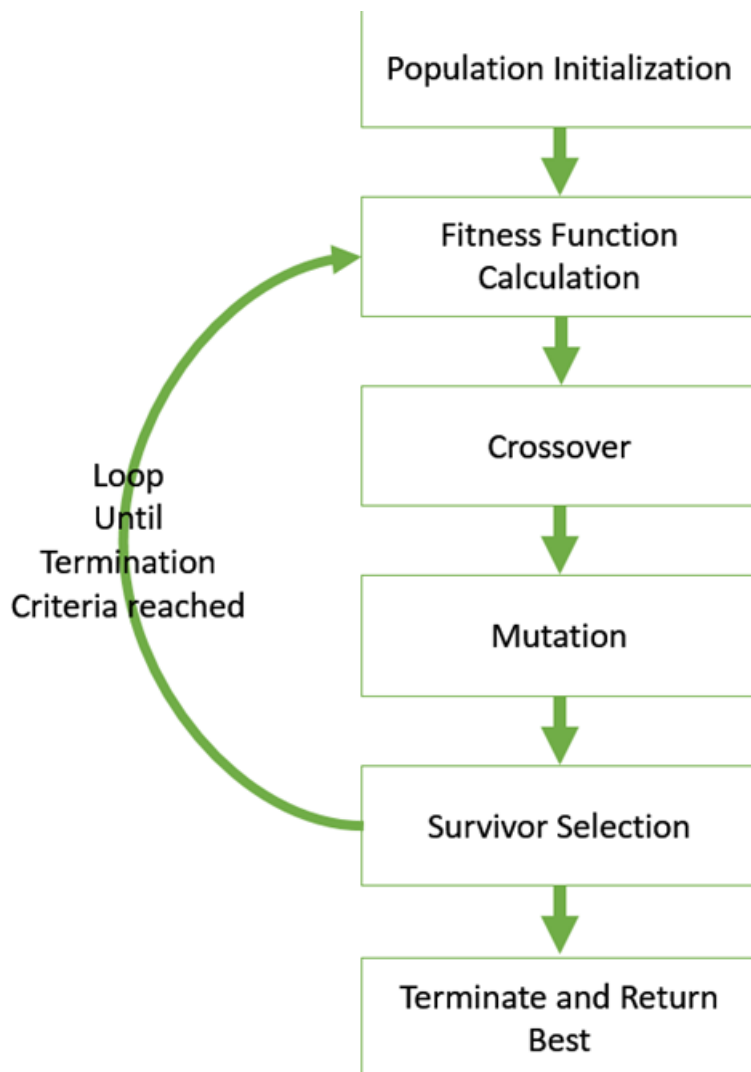 Population Initialization
Fitness Function
Calculation
Crossover
Loop
Until
Termination
Criteria reached
Mutation
Survivor Selection
Terminate and Return
Best